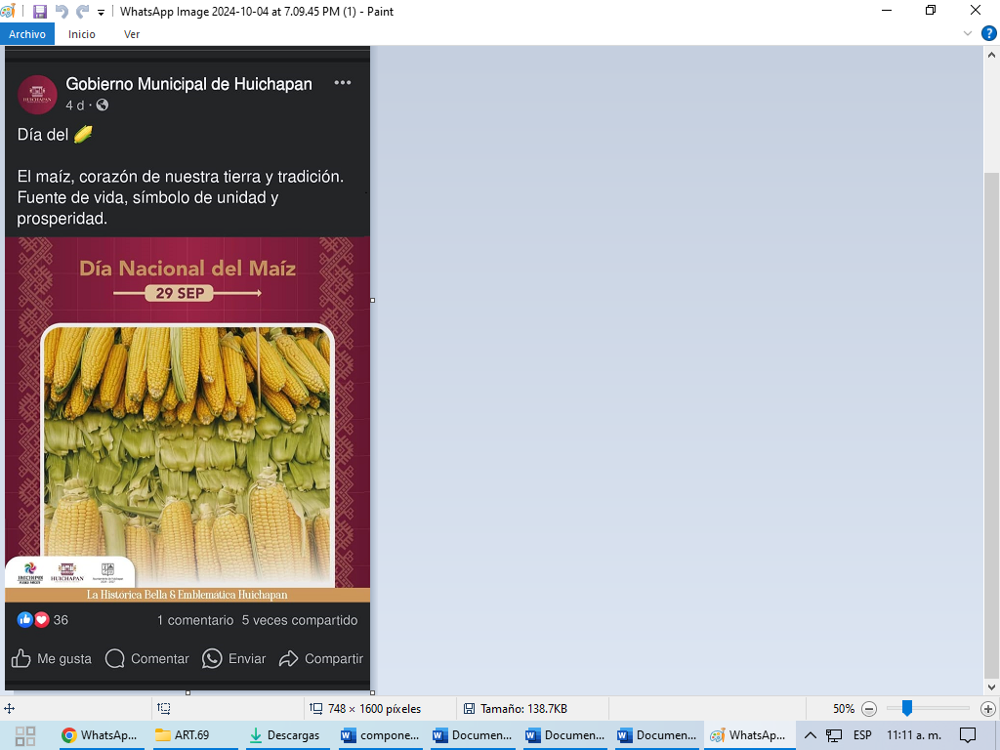 WhatsApp Image 2024-10-04 at 7.09.45 PM (1) - Paint
Archivo Inicio Ver
Gobierno Municipal de Huichapan
4 d ·
Día del
El maíz, corazón de nuestra tierra y tradición.
Fuente de vida, símbolo de unidad y
prosperidad.
Día Nacional del Maíz
29 SEP
HUICHAPAN
La Histórica Bella & Emblemática Huichapan
36 1 comentario 5 veces compartido
Me gusta Comentar Enviar Compartir
748 × 1600 píxeles Tamaño: 138.7KB 50%
WhatsAp... ART.69 Descargas compone... Documen... Documen... Documen... WhatsAp... ESP 11:11 a. m.